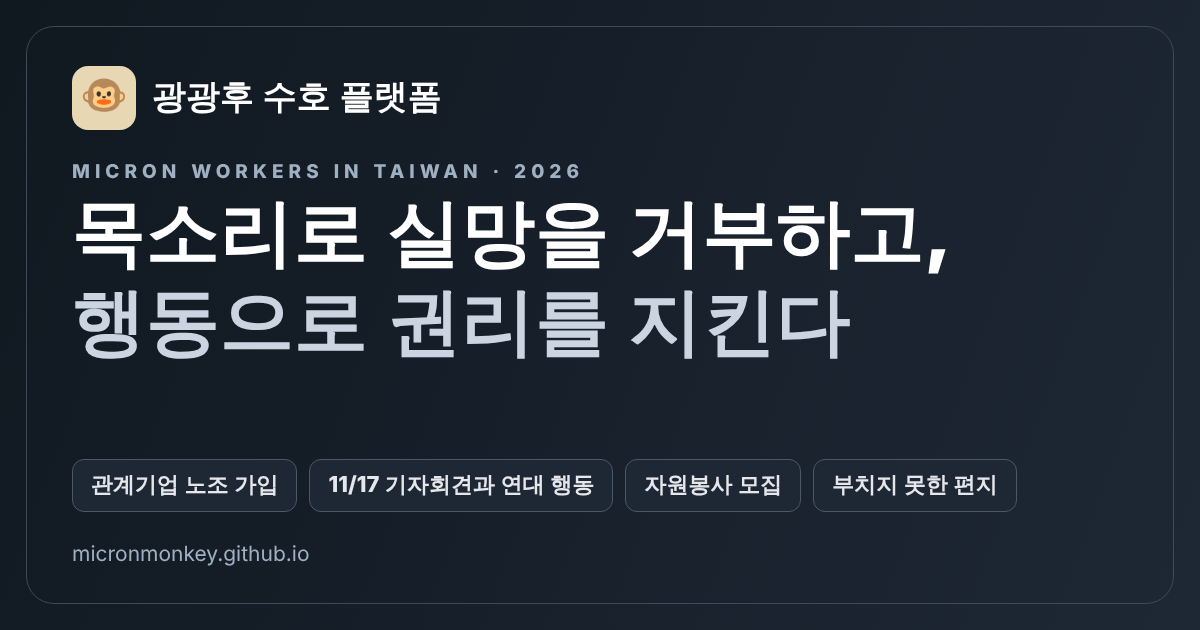 광광후 수호 플랫폼
MICRON WORKERS IN TAIWAN · 2026
목소리로 실망을 거부하고,
행동으로 권리를 지킨다
관계기업 노조 가입
11/17 기자회견과 연대 행동
자원봉사 모집
부치지 못한 편지
micronmonkey.github.io